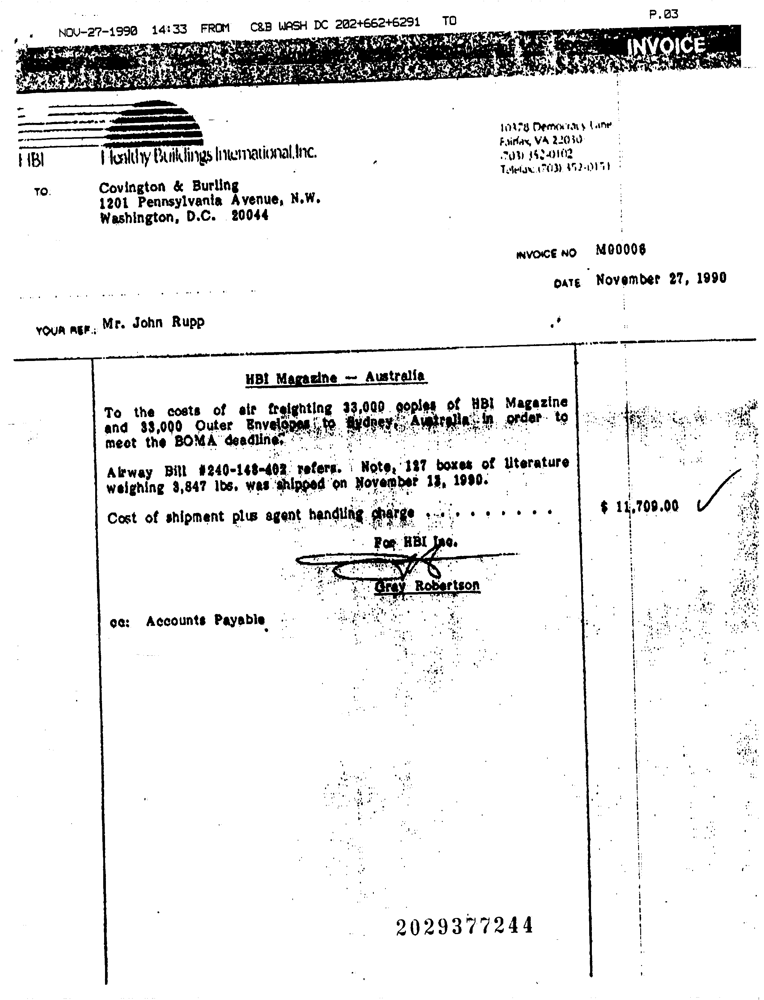 NOV-27-1990 14:33 FROM C&B WASH DC 202+662+6291 TO P.03
INVOICE
HBI Healthy Buildings International, Inc.
10378 Democracy Lane
Fairfax, VA 22030
(703) 352-0102
Telefax: (703) 352-0151
TO. Covington & Burling
1201 Pennsylvania Avenue, N.W.
Washington, D.C. 20044
INVOICE NO M00006
DATE November 27, 1990
YOUR REF.: Mr. John Rupp
HBI Magazine — Australia
To the costs of air freighting 33,000 copies of HBI Magazine
and 33,000 Outer Envelopes to Sydney, Australia in order to
meet the BOMA deadline.
Airway Bill #240-148-402 refers. Note, 127 boxes of literature
weighing 3,847 lbs. was shipped on November 13, 1990.
Cost of shipment plus agent handling charge . . . . . . . . . . $ 11,709.00
For HBI Inc.
Gray Robertson
cc: Accounts Payable
2029377244